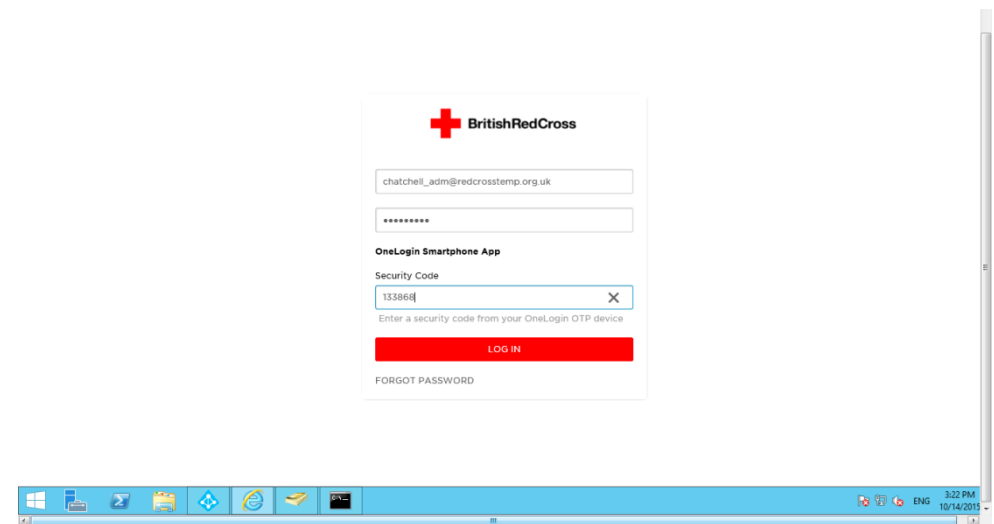 BritishRedCross
chatchell_adm@redcrosstemp.org.uk
•••••••••
OneLogin Smartphone App
Security Code
133868
Enter a security code from your OneLogin OTP device
LOG IN
FORGOT PASSWORD
ENG
3:22 PM
10/14/2015